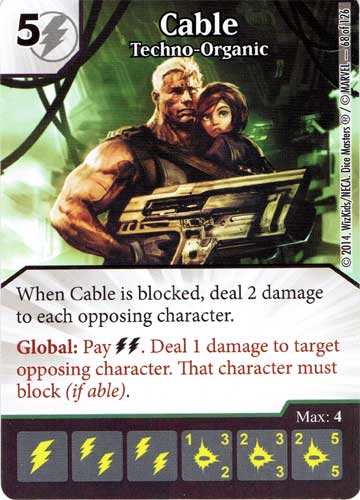 5
Cable
Techno-Organic
© 2014. WizKids/NECA. Dice Masters ® / © MARVEL — 68 of 126
When Cable is blocked, deal 2 damage
to each opposing character.
Global: Pay . Deal 1 damage to target
opposing character. That character must
block (if able).
Max: 4
1 3 2
2 3 3
2 5 5